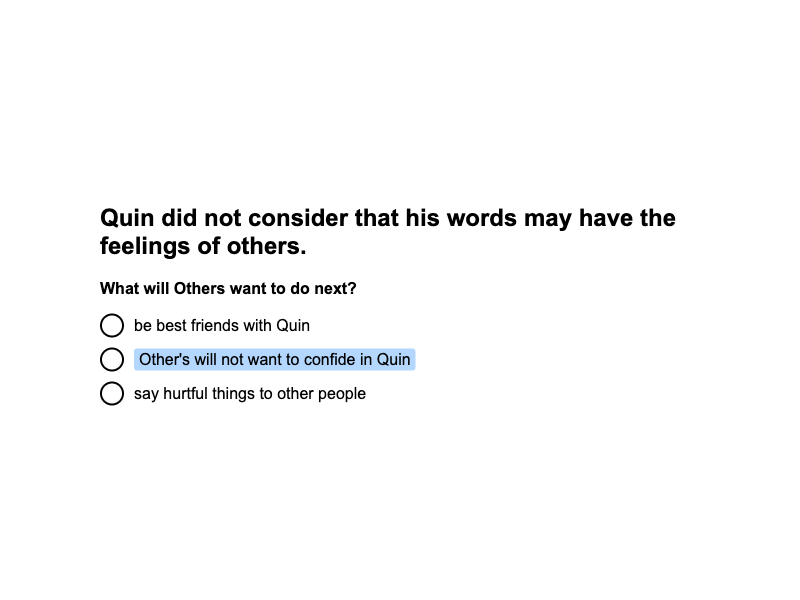 Quin did not consider that his words may have the
feelings of others.
What will Others want to do next?
be best friends with Quin
Other's will not want to confide in Quin
say hurtful things to other people